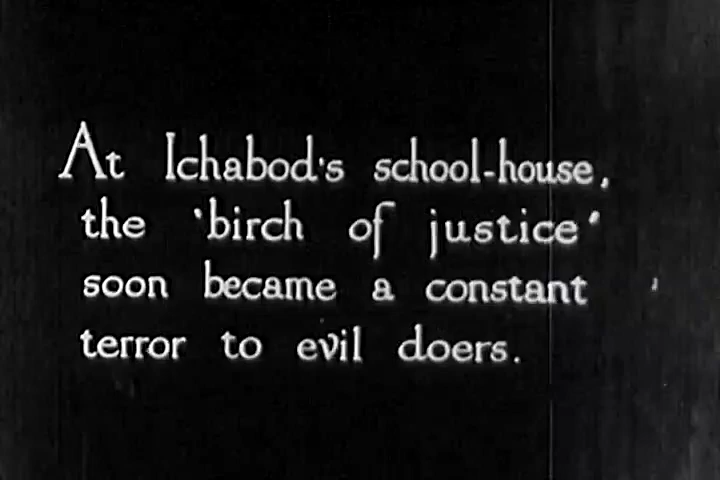 At Ichabod's school-house,
the 'birch of justice'
soon became a constant
terror to evil doers.